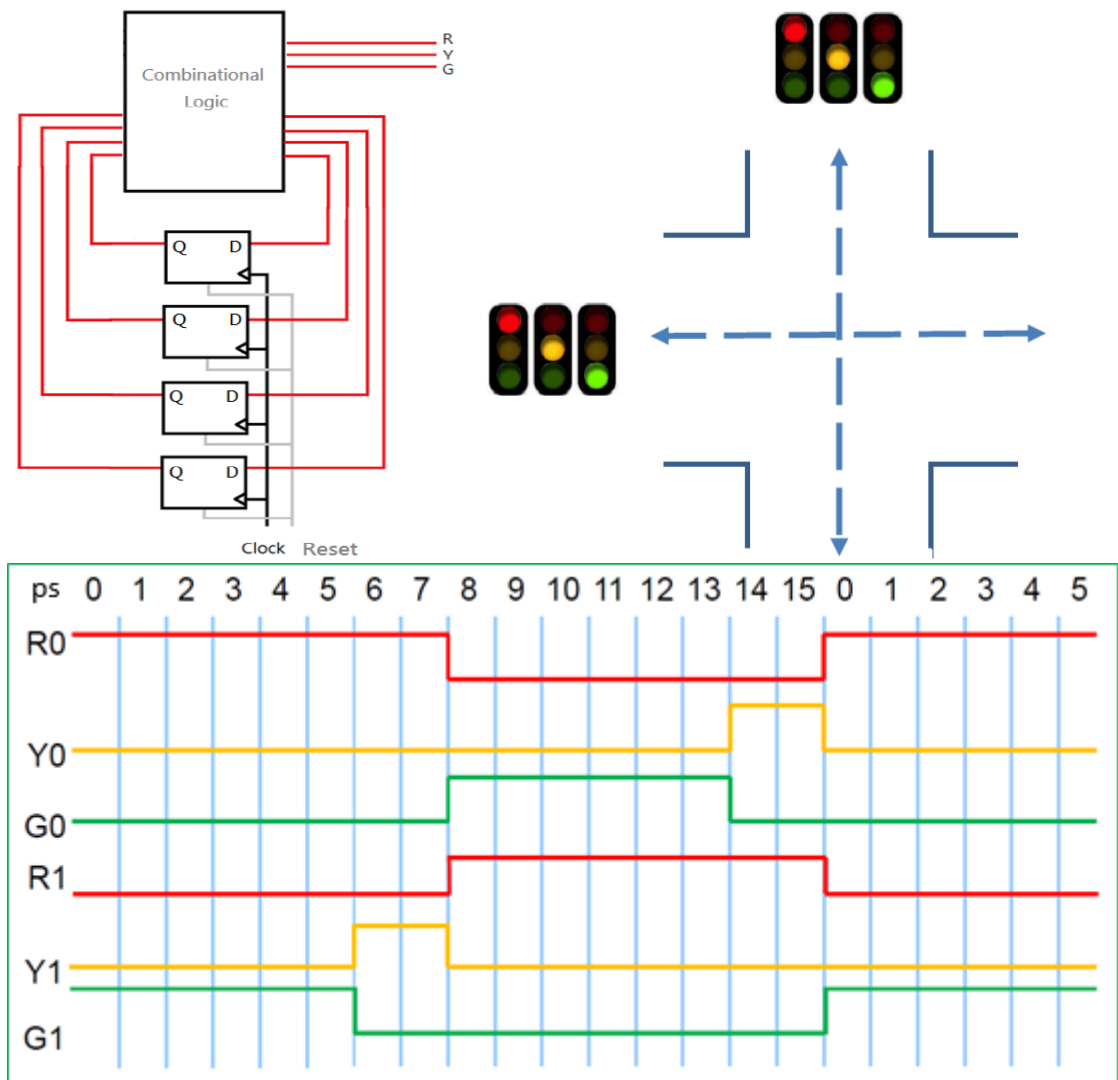 R
Y
G
Combinational
Logic
Q D
Q D
Q D
Q D
Clock Reset
ps 0 1 2 3 4 5 6 7 8 9 10 11 12 13 14 15 0 1 2 3 4 5
R0
Y0
G0
R1
Y1
G1